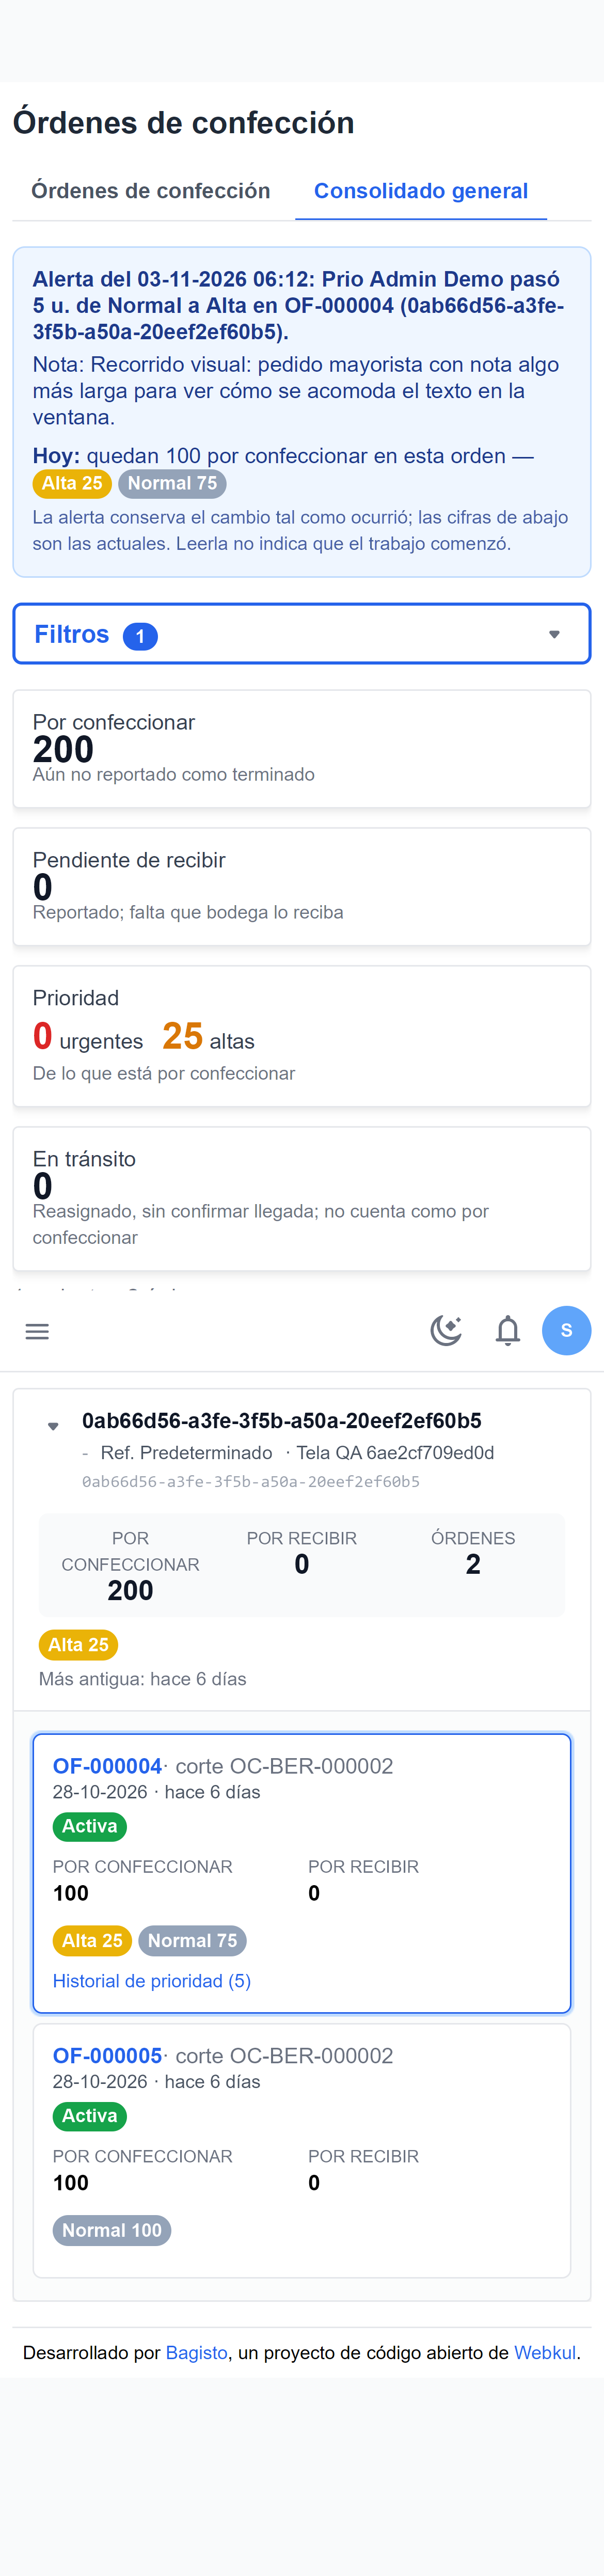 Órdenes de confección
Órdenes de confección
Consolidado general
Alerta del 03-11-2026 06:12: Prio Admin Demo pasó
5 u. de Normal a Alta en OF-000004 (0ab66d56-a3fe-
3f5b-a50a-20eef2ef60b5).
Nota: Recorrido visual: pedido mayorista con nota algo
más larga para ver cómo se acomoda el texto en la
ventana.
Hoy: quedan 100 por confeccionar en esta orden —
Alta 25 Normal 75
La alerta conserva el cambio tal como ocurrió; las cifras de abajo
son las actuales. Leerla no indica que el trabajo comenzó.
Filtros 1
Por confeccionar
200
Aún no reportado como terminado
Pendiente de recibir
0
Reportado; falta que bodega lo reciba
Prioridad
0 urgentes 25 altas
De lo que está por confeccionar
En tránsito
0
Reasignado, sin confirmar llegada; no cuenta como por
confeccionar
S
0ab66d56-a3fe-3f5b-a50a-20eef2ef60b5
- Ref. Predeterminado · Tela QA 6ae2cf709ed0d
0ab66d56-a3fe-3f5b-a50a-20eef2ef60b5
POR
CONFECCIONAR
200
POR RECIBIR
0
ÓRDENES
2
Alta 25
Más antigua: hace 6 días
OF-000004· corte OC-BER-000002
28-10-2026 · hace 6 días
Activa
POR CONFECCIONAR
100
POR RECIBIR
0
Alta 25 Normal 75
Historial de prioridad (5)
OF-000005· corte OC-BER-000002
28-10-2026 · hace 6 días
Activa
POR CONFECCIONAR
100
POR RECIBIR
0
Normal 100
Desarrollado por Bagisto, un proyecto de código abierto de Webkul.